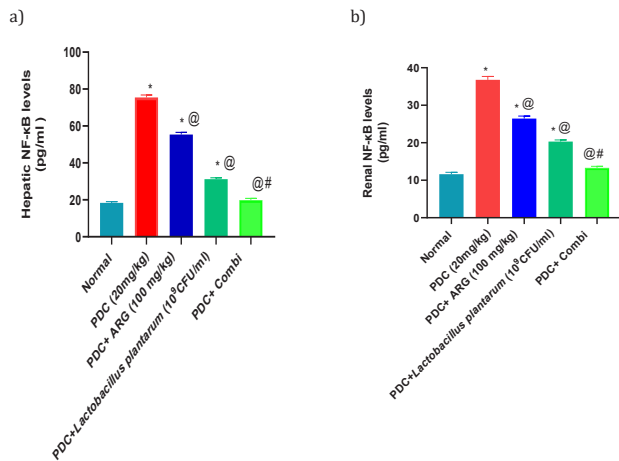 a)
Hepatic NF-κB levels
(pg/ml)
100
80
60
40
20
0
*
* @
* @
@#
Normal
PDC (20mg/kg)
PDC+ ARG (100 mg/kg)
PDC+Lactobacillus plantarum (10⁹CFU/ml)
PDC+ Combi
b)
Renal NF-κB levels
(pg/ml)
40
30
20
10
0
*
* @
* @
@#
Normal
PDC (20mg/kg)
PDC+ ARG (100 mg/kg)
PDC+Lactobacillus plantarum (10⁹CFU/ml)
PDC+ Combi